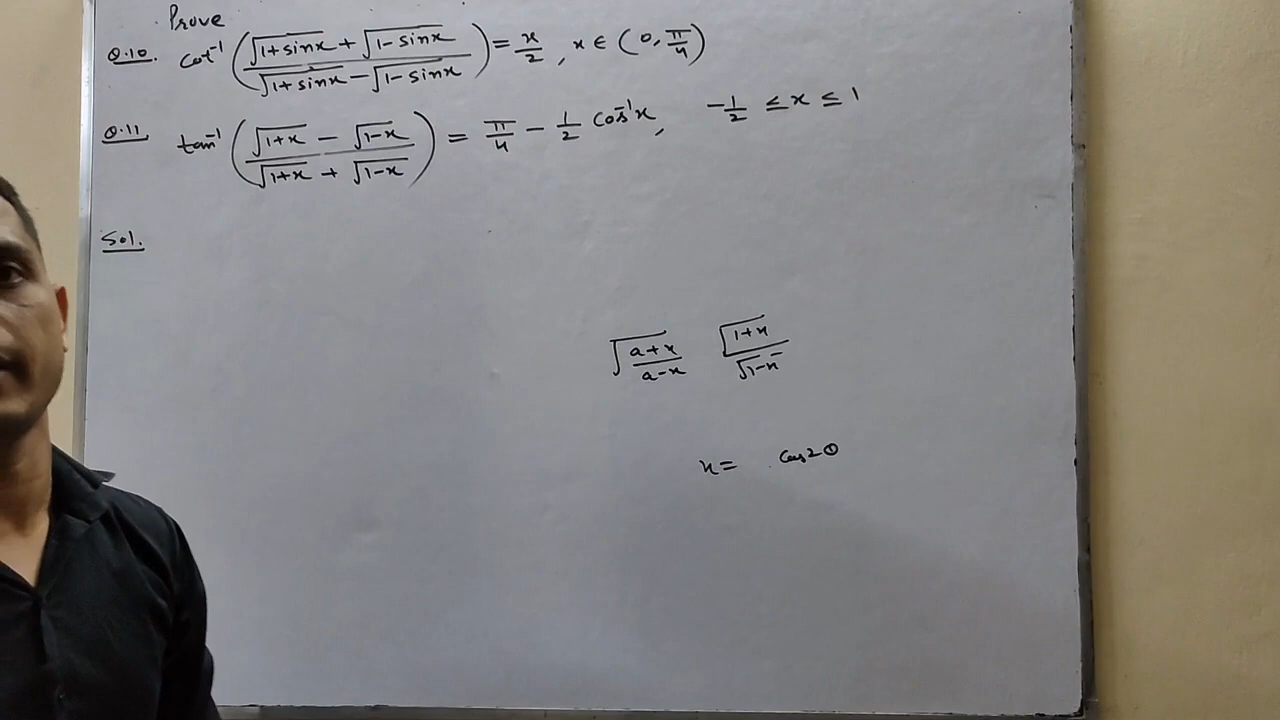 Prove
Q.10. cot⁻¹ ( (√(1+sinx) + √(1-sinx)) / (√(1+sinx) - √(1-sinx)) ) = x/2 , x ∈ (0, π/4)
Q.11. tan⁻¹ ( (√(1+x) - √(1-x)) / (√(1+x) + √(1-x)) ) = π/4 - 1/2 cos⁻¹x, -1/2 ≤ x ≤ 1
Sol.
√((a+x)/(a-x)) √(1+x)/√(1-x)
x = cos2θ